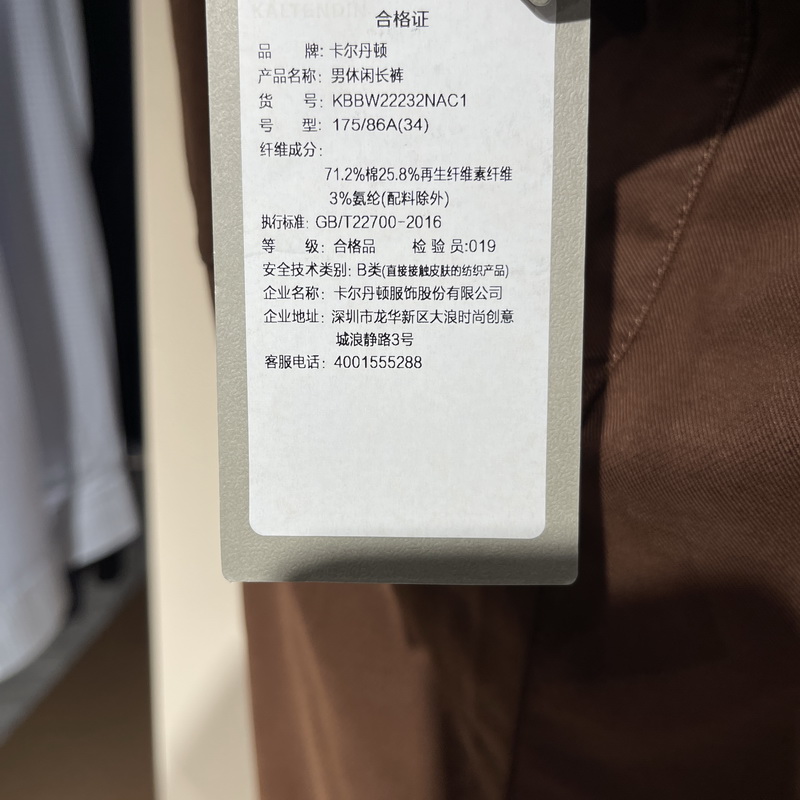 合格证
品 牌: 卡尔丹顿
产品名称: 男休闲长裤
货 号: KBBW22232NAC1
号 型: 175/86A(34)
纤维成分:
71.2%棉25.8%再生纤维素纤维
3%氨纶(配料除外)
执行标准: GB/T22700-2016
等 级: 合格品 检 验 员:019
安全技术类别: B类(直接接触皮肤的纺织产品)
企业名称: 卡尔丹顿服饰股份有限公司
企业地址: 深圳市龙华新区大浪时尚创意
城浪静路3号
客服电话: 4001555288